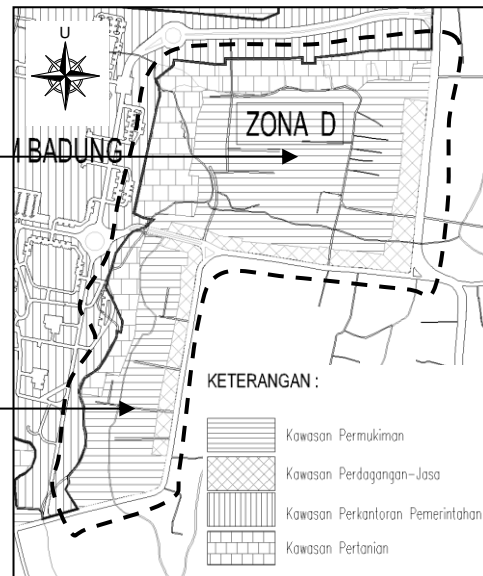 U
ZONA D
M BADUNG
KETERANGAN :
Kawasan Permukiman
Kawasan Perdagangan-Jasa
Kawasan Perkantoran Pemerintahan
Kawasan Pertanian